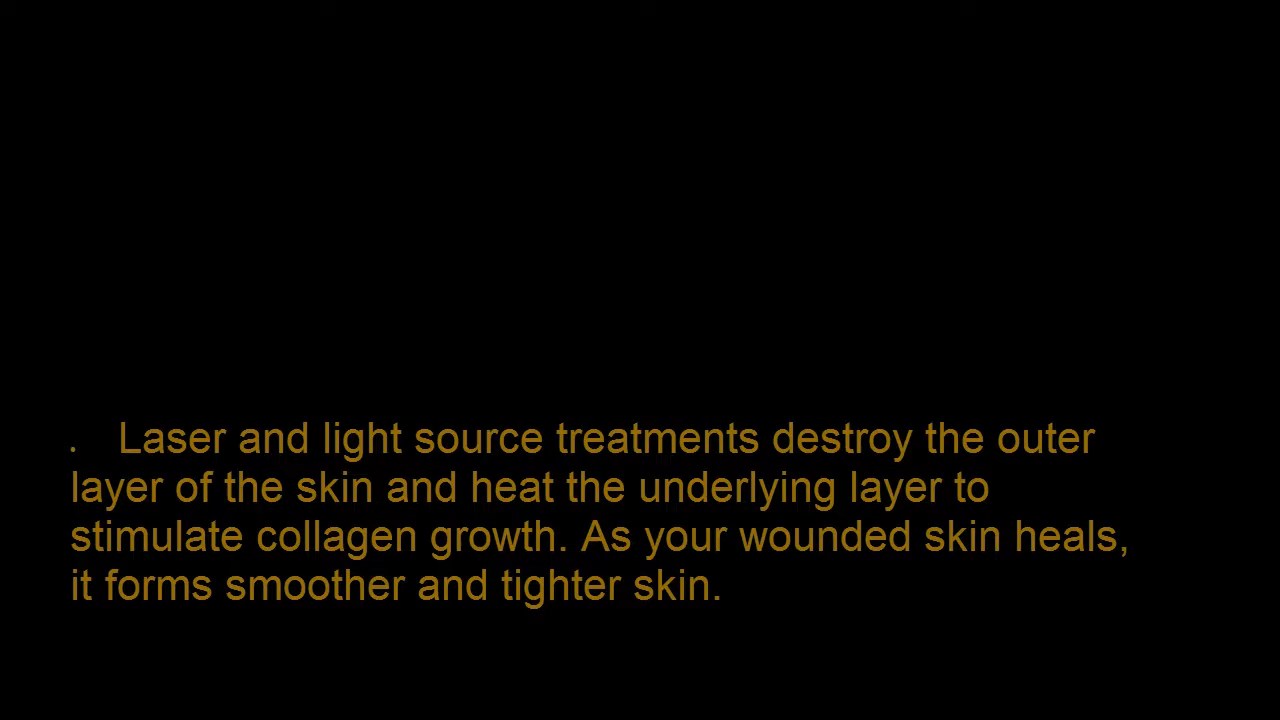 . Laser and light source treatments destroy the outer
layer of the skin and heat the underlying layer to
stimulate collagen growth. As your wounded skin heals,
it forms smoother and tighter skin.